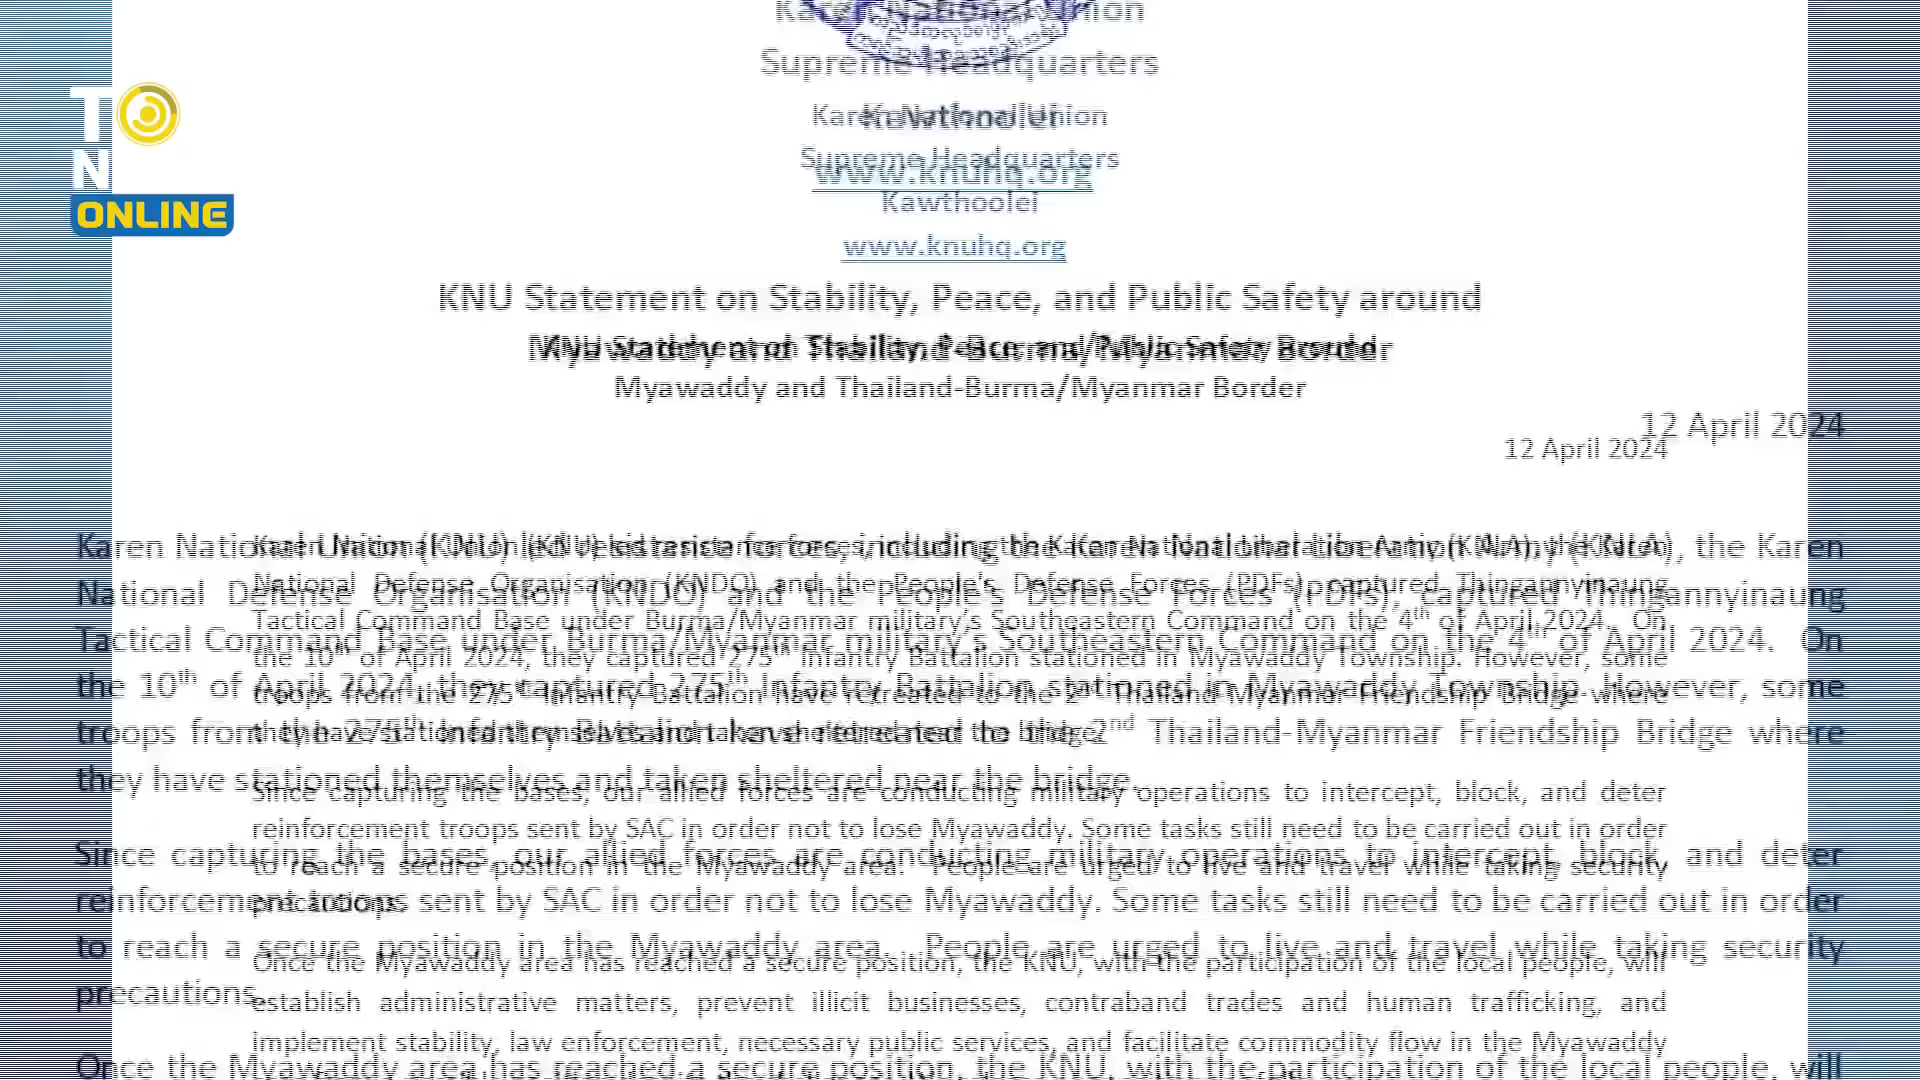 TO
N
ONLINE
Karen National Union
Supreme Headquarters
Kawthoolei
www.knuhq.org
KNU Statement on Stability, Peace, and Public Safety around
Myawaddy and Thailand-Burma/Myanmar Border
12 April 2024
Karen National Union (KNU) led resistance forces, including the Karen National Liberation Army (KNLA), the Karen
National Defense Organisation (KNDO) and the People's Defense Forces (PDFs), captured Thingannyinaung
Tactical Command Base under Burma/Myanmar military's Southeastern Command on the 4th of April 2024. On
the 10th of April 2024, they captured 275th Infantry Battalion stationed in Myawaddy Township. However, some
troops from the 275th Infantry Battalion have retreated to the 2nd Thailand-Myanmar Friendship Bridge where
they have stationed themselves and taken sheltered near the bridge.
Since capturing the bases, our allied forces are conducting military operations to intercept, block, and deter
reinforcement troops sent by SAC in order not to lose Myawaddy. Some tasks still need to be carried out in order
to reach a secure position in the Myawaddy area. People are urged to live and travel while taking security
precautions.
Once the Myawaddy area has reached a secure position, the KNU, with the participation of the local people, will
establish administrative matters, prevent illicit businesses, contraband trades and human trafficking, and
implement stability, law enforcement, necessary public services, and facilitate commodity flow in the Myawaddy